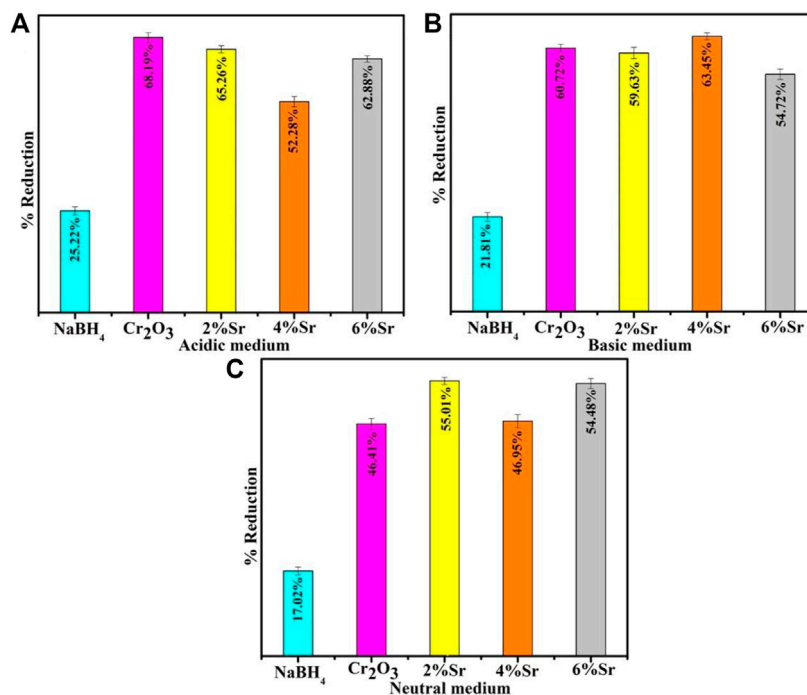 A
% Reduction
25.22%
68.19%
65.26%
52.28%
62.88%
NaBH4 Cr2O3 2%Sr 4%Sr 6%Sr
Acidic medium
B
% Reduction
21.81%
60.72%
59.63%
63.45%
54.72%
NaBH4 Cr2O3 2%Sr 4%Sr 6%Sr
Basic medium
C
% Reduction
17.02%
46.41%
55.01%
46.95%
54.48%
NaBH4 Cr2O3 2%Sr 4%Sr 6%Sr
Neutral medium